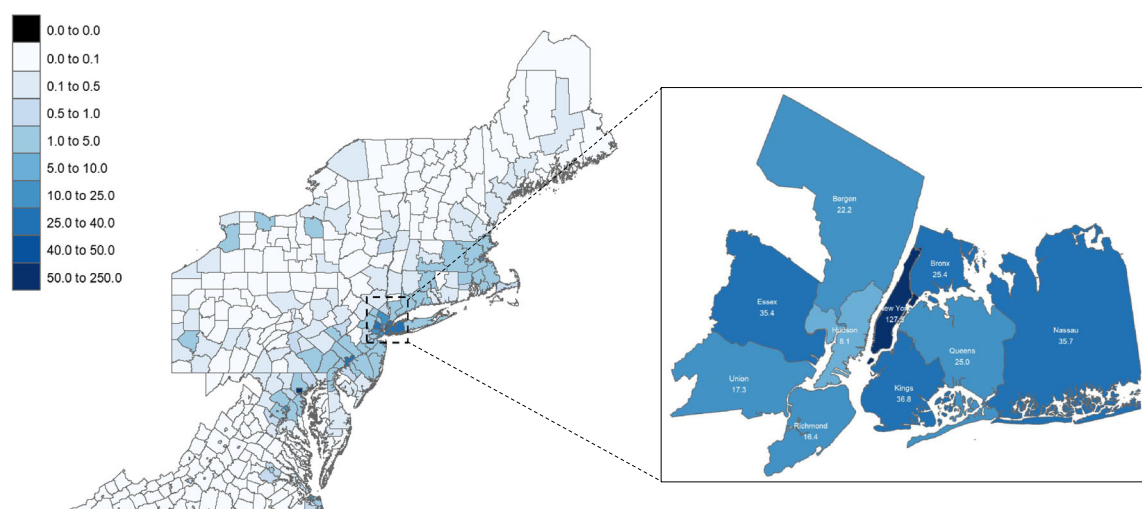 0.0 to 0.0
0.0 to 0.1
0.1 to 0.5
0.5 to 1.0
1.0 to 5.0
5.0 to 10.0
10.0 to 25.0
25.0 to 40.0
40.0 to 50.0
50.0 to 250.0
Bergen
22.2
Bronx
25.4
Essex
35.4
New York
Hudson
8.1
Nassau
35.7
Queens
25.0
Union
17.3
Kings
36.8
Richmond
16.4